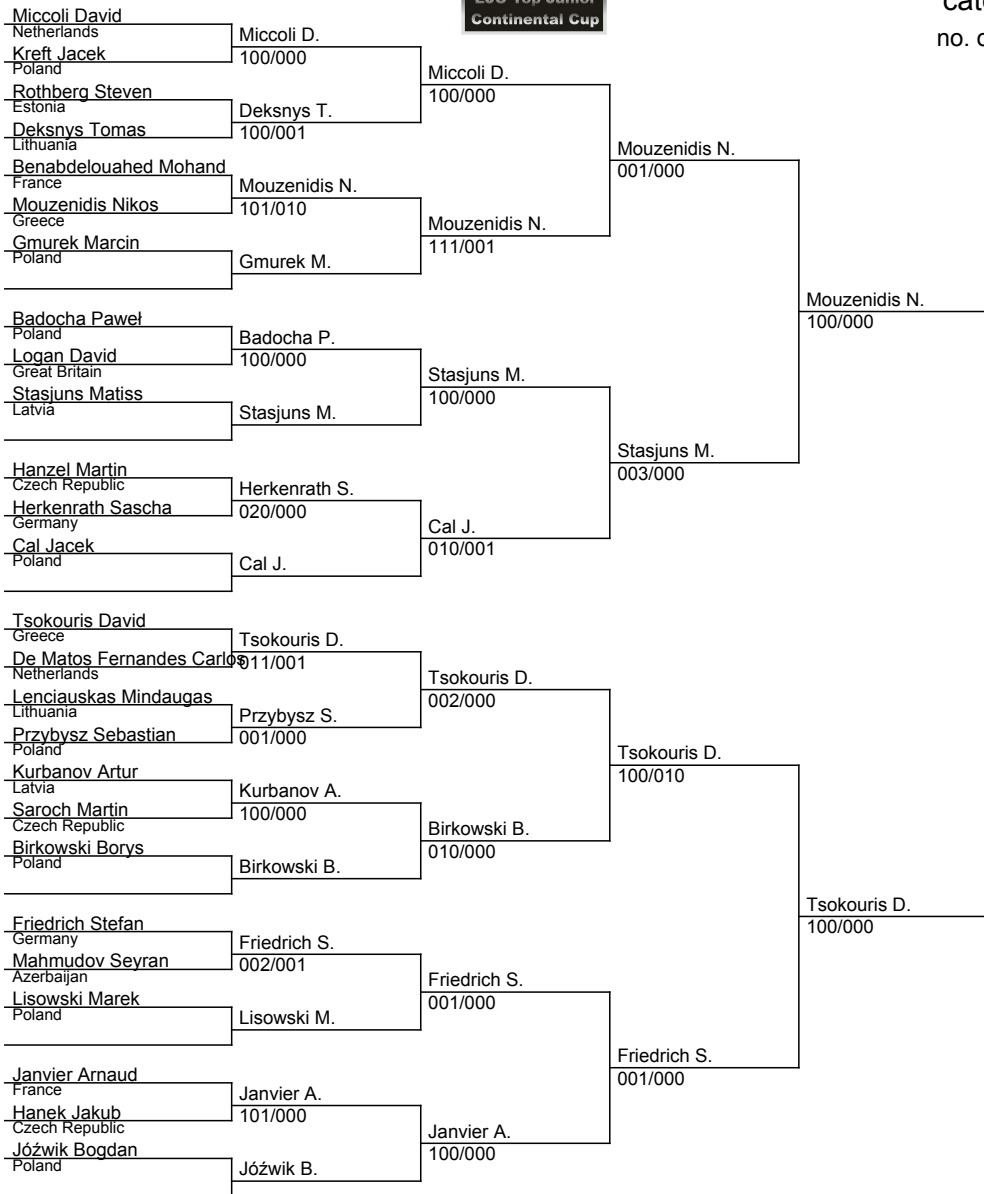 EJU Top Junior
Continental Cup
cate
no. o
Miccoli David
Netherlands
Kreft Jacek
Poland
Rothberg Steven
Estonia
Deksnys Tomas
Lithuania
Benabdelouahed Mohand
France
Mouzenidis Nikos
Greece
Gmurek Marcin
Poland
Badocha Paweł
Poland
Logan David
Great Britain
Stasjuns Matiss
Latvia
Hanzel Martin
Czech Republic
Herkenrath Sascha
Germany
Cal Jacek
Poland
Tsokouris David
Greece
De Matos Fernandes Carlos
Netherlands
Lenciauskas Mindaugas
Lithuania
Przybysz Sebastian
Poland
Kurbanov Artur
Latvia
Saroch Martin
Czech Republic
Birkowski Borys
Poland
Friedrich Stefan
Germany
Mahmudov Seyran
Azerbaijan
Lisowski Marek
Poland
Janvier Arnaud
France
Hanek Jakub
Czech Republic
Jóźwik Bogdan
Poland
Miccoli D.
100/000
Deksnys T.
100/001
Mouzenidis N.
101/010
Gmurek M.
Badocha P.
100/000
Stasjuns M.
Herkenrath S.
020/000
Cal J.
Tsokouris D.
011/001
Przybysz S.
001/000
Kurbanov A.
100/000
Birkowski B.
Friedrich S.
002/001
Lisowski M.
Janvier A.
101/000
Jóźwik B.
Miccoli D.
100/000
Mouzenidis N.
111/001
Stasjuns M.
100/000
Cal J.
010/001
Tsokouris D.
002/000
Birkowski B.
010/000
Friedrich S.
001/000
Janvier A.
100/000
Mouzenidis N.
001/000
Stasjuns M.
003/000
Tsokouris D.
100/010
Friedrich S.
001/000
Mouzenidis N.
100/000
Tsokouris D.
100/000